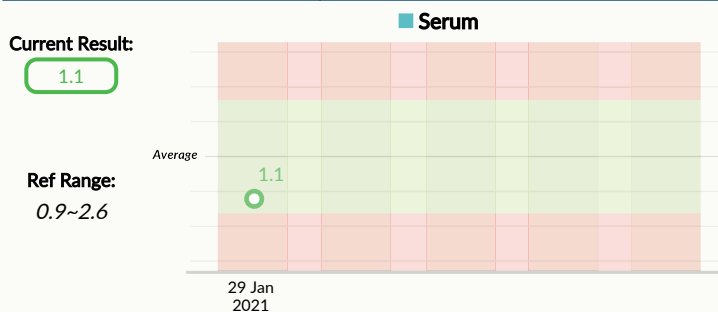 Serum
Current Result:
1.1
Average
1.1
Ref Range:
0.9~2.6
29 Jan
2021